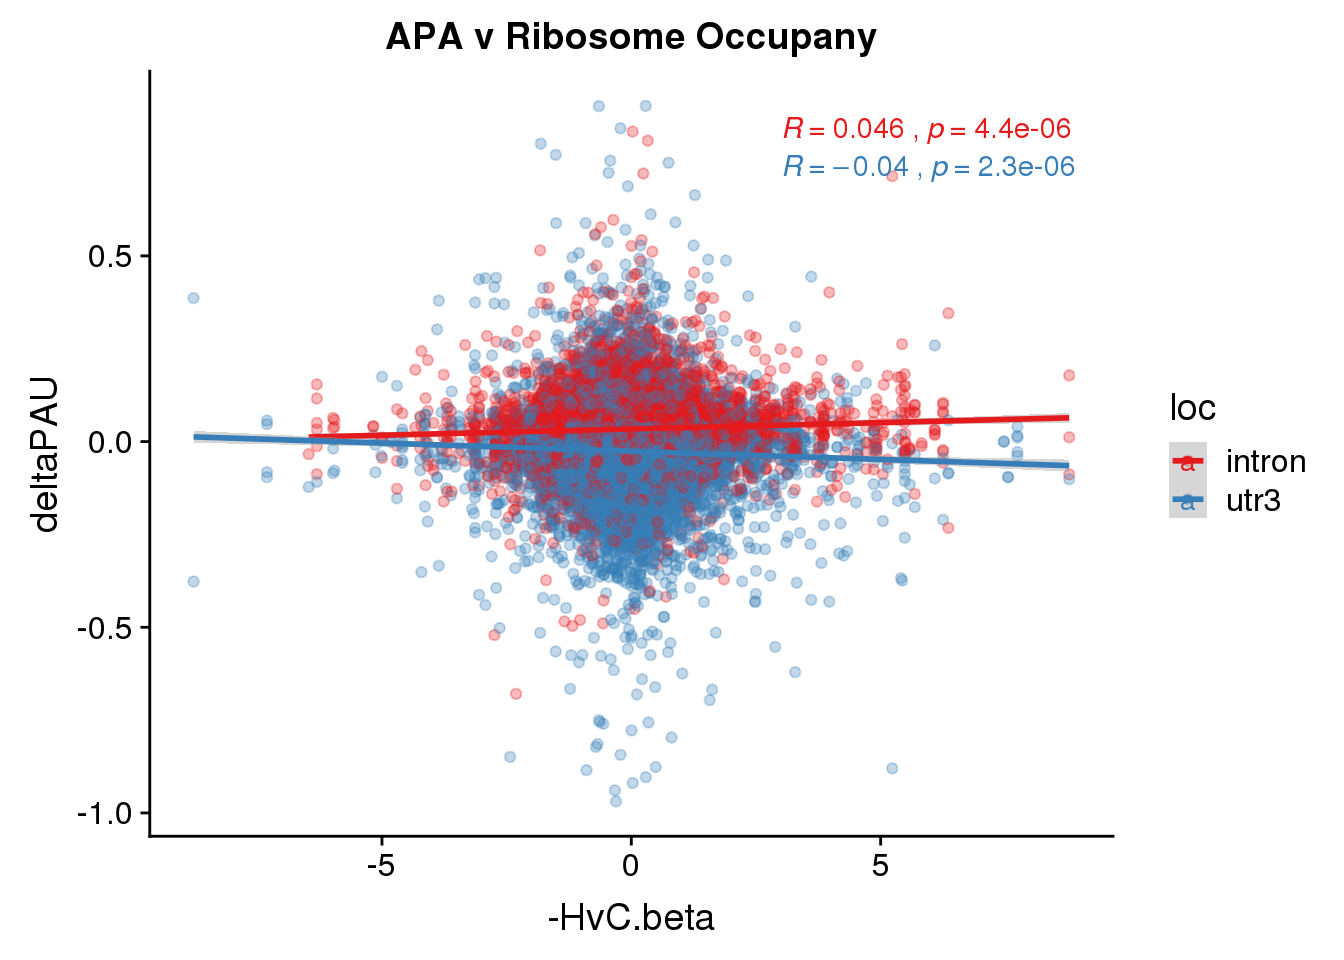 APA v Ribosome Occupany
R = 0.046 , p = 4.4e-06
R = −0.04 , p = 2.3e-06
0.5
0.0
-0.5
-1.0
deltaPAU
-5 0 5
-HvC.beta
loc
a intron
a utr3